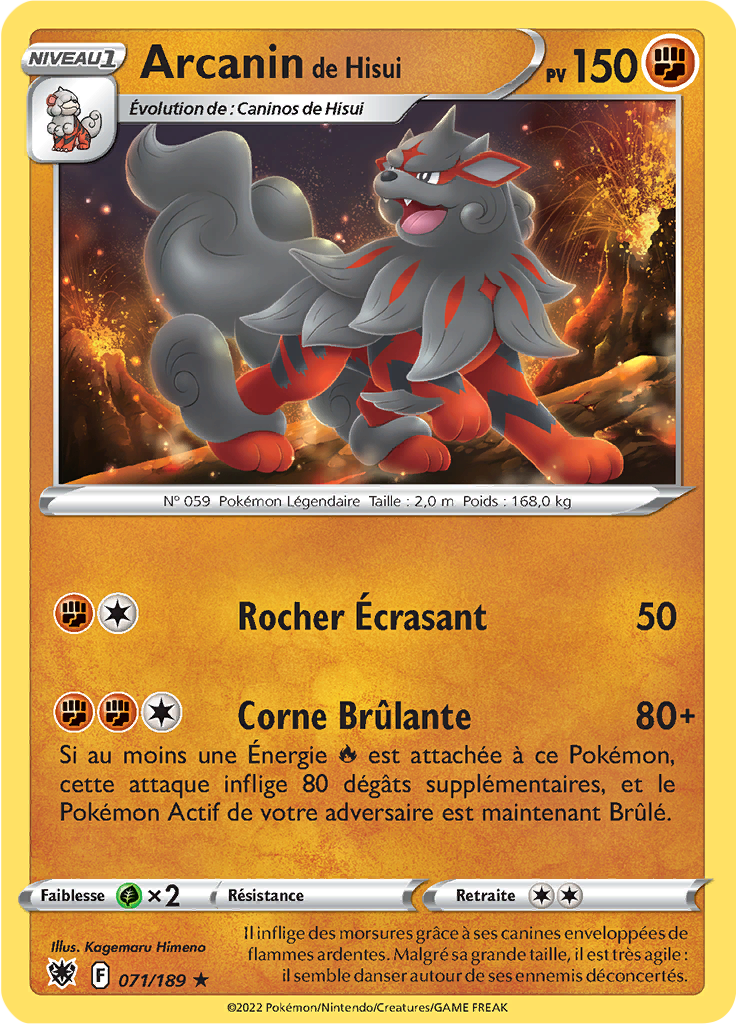 NIVEAU 1
Arcanin de Hisui
PV 150
Évolution de : Caninos de Hisui
N° 059 Pokémon Légendaire Taille : 2,0 m Poids : 168,0 kg
Rocher Écrasant 50
Corne Brûlante 80+
Si au moins une Énergie est attachée à ce Pokémon,
cette attaque inflige 80 dégâts supplémentaires, et le
Pokémon Actif de votre adversaire est maintenant Brûlé.
Faiblesse ×2 Résistance Retraite
Illus. Kagemaru Himeno
F 071/189 ★
Il inflige des morsures grâce à ses canines enveloppées de
flammes ardentes. Malgré sa grande taille, il est très agile :
il semble danser autour de ses ennemis déconcertés.
©2022 Pokémon/Nintendo/Creatures/GAME FREAK